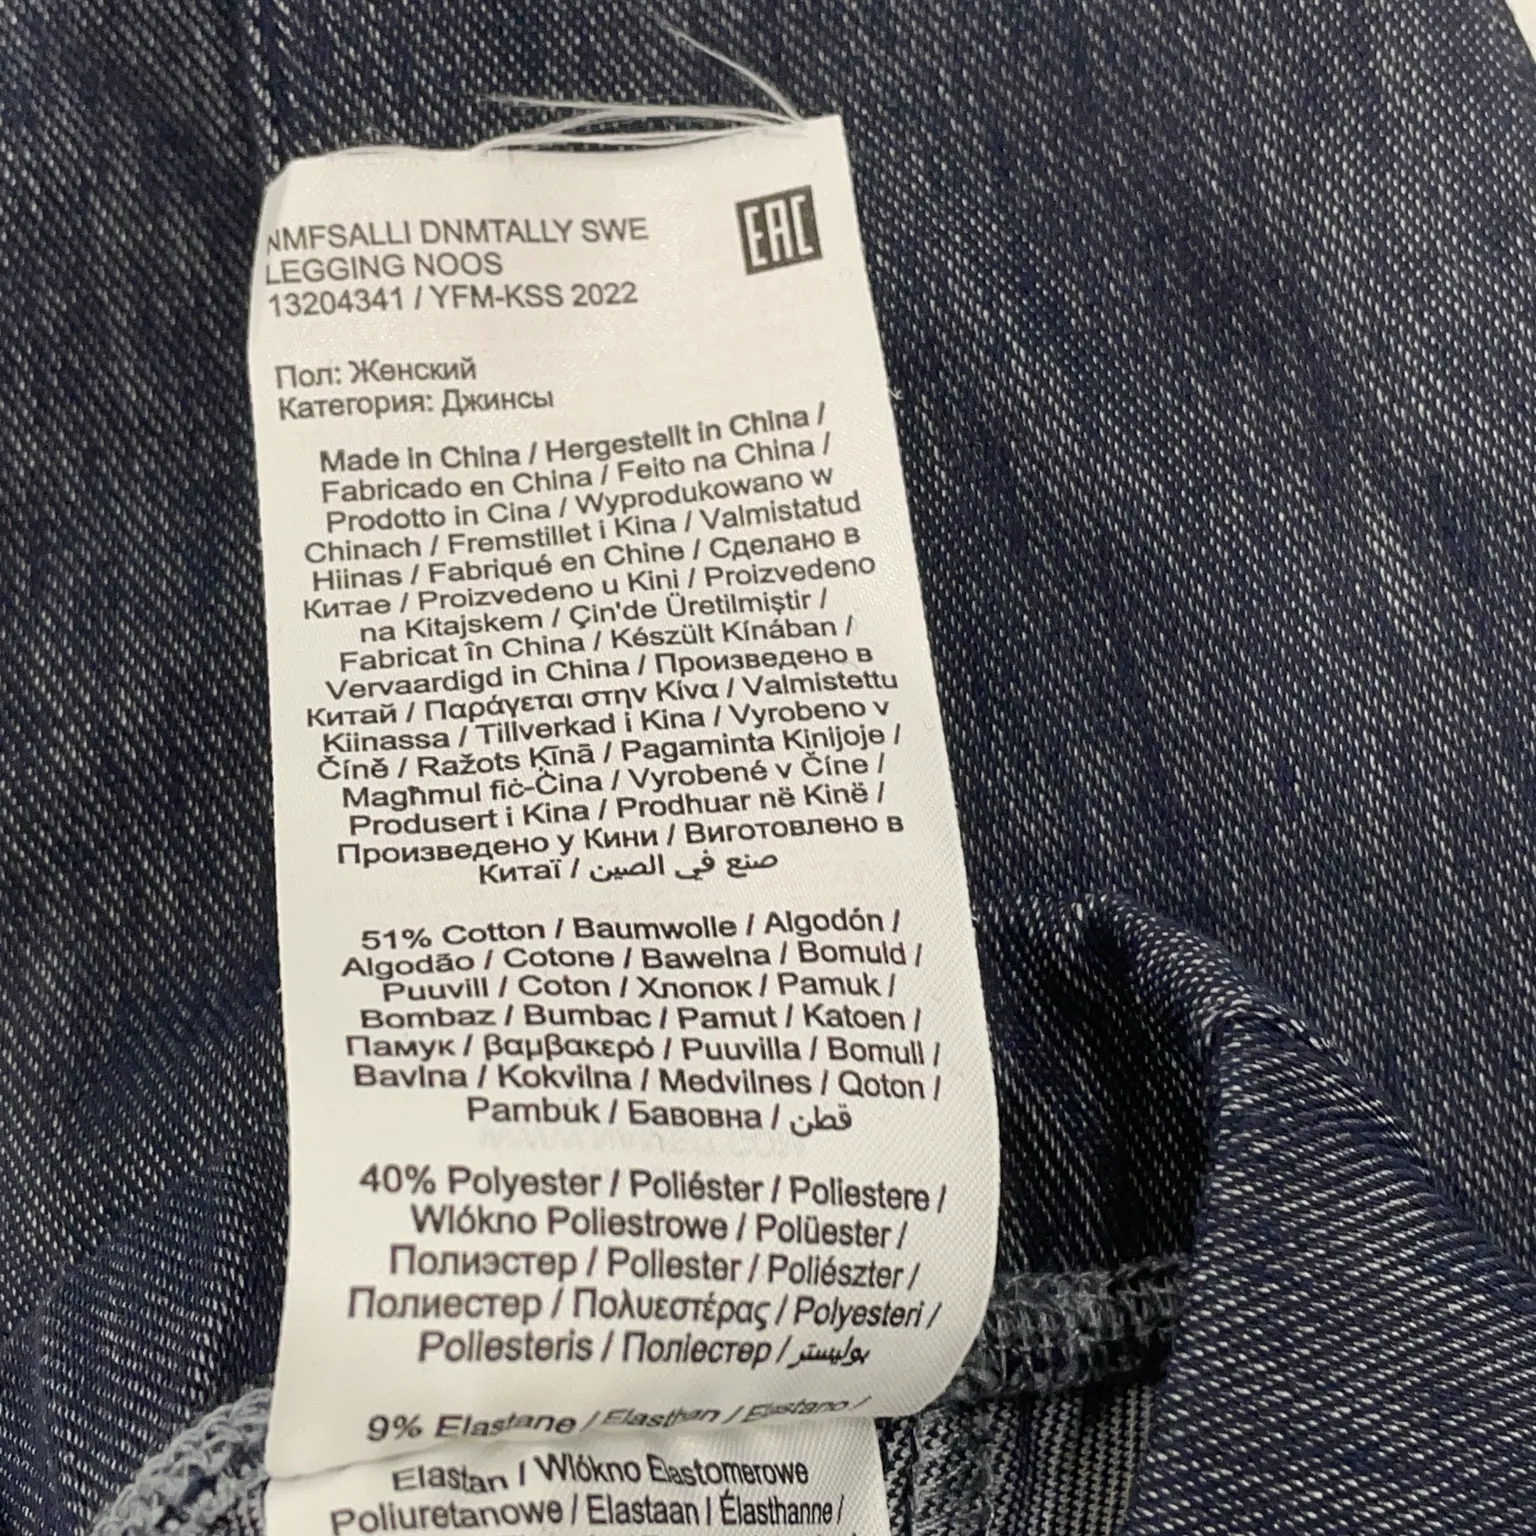 NMFSALLI DNMTALLY SWE
LEGGING NOOS
13204341 / YFM-KSS 2022
EAC
Пол: Женский
Категория: Джинсы
Made in China / Hergestellt in China /
Fabricado en China / Feito na China /
Prodotto in Cina / Wyprodukowano w
Chinach / Fremstillet i Kina / Valmistatud
Hiinas / Fabriqué en Chine / Сделано в
Китае / Proizvedeno u Kini / Proizvedeno
na Kitajskem / Çin'de Üretilmiştir /
Fabricat în China / Készült Kínában /
Vervaardigd in China / Произведено в
Китай / Παράγεται στην Κίνα / Valmistettu
Kiinassa / Tillverkad i Kina / Vyrobeno v
Číně / Ražots Ķīnā / Pagaminta Kinijoje /
Magħmul fiċ-Ċina / Vyrobené v Číne /
Produsert i Kina / Prodhuar në Kinë /
Произведено у Кини / Виготовлено в
Китаї / صنع في الصين
51% Cotton / Baumwolle / Algodón /
Algodão / Cotone / Bawelna / Bomuld /
Puuvill / Coton / Хлопок / Pamuk /
Bombaz / Bumbac / Pamut / Katoen /
Памук / βαμβακερό / Puuvilla / Bomull /
Bavlna / Kokvilna / Medvilnes / Qoton /
Pambuk / Бавовна / قطن
40% Polyester / Poliéster / Poliestere /
Wlókno Poliestrowe / Polüester /
Полиэстер / Poliester / Poliészter /
Полиестер / Πολυεστέρας / Polyesteri /
Poliesteris / Поліестер / بوليستر
9% Elastane / Elasthan / Elastano /
Elastan / Wlókno Elastomerowe
Poliuretanowe / Elastaan / Élasthanne /